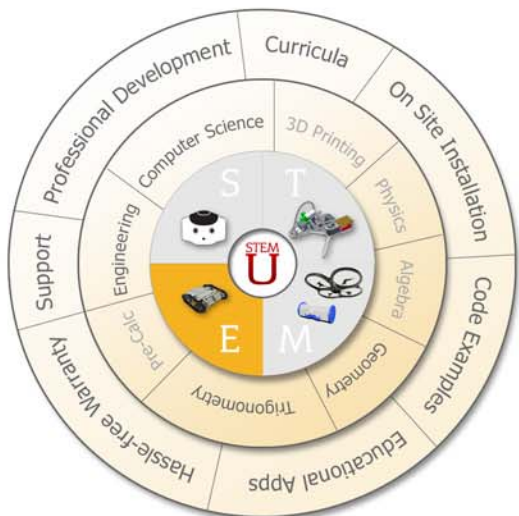 Professional Development
Curricula
On Site Installation
Code Examples
Educational Apps
Hassle-free Warranty
Support
Computer Science
3D Printing
Physics
Algebra
Geometry
Trigonometry
Pre-Calc
Engineering
S
T
E
M
STEM
U